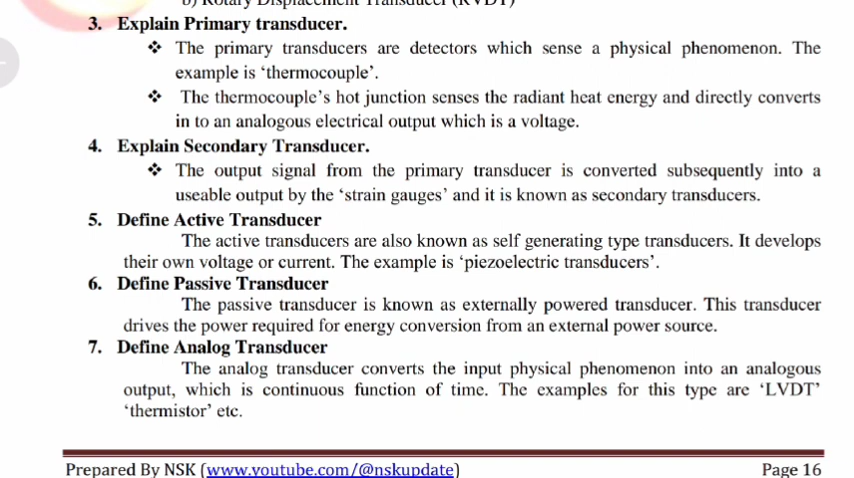 b) Rotary Displacement Transducer (RVDT)
3. Explain Primary transducer.
❖ The primary transducers are detectors which sense a physical phenomenon. The
example is ‘thermocouple’.
❖ The thermocouple’s hot junction senses the radiant heat energy and directly converts
in to an analogous electrical output which is a voltage.
4. Explain Secondary Transducer.
❖ The output signal from the primary transducer is converted subsequently into a
useable output by the ‘strain gauges’ and it is known as secondary transducers.
5. Define Active Transducer
The active transducers are also known as self generating type transducers. It develops
their own voltage or current. The example is ‘piezoelectric transducers’.
6. Define Passive Transducer
The passive transducer is known as externally powered transducer. This transducer
drives the power required for energy conversion from an external power source.
7. Define Analog Transducer
The analog transducer converts the input physical phenomenon into an analogous
output, which is continuous function of time. The examples for this type are ‘LVDT’
‘thermistor’ etc.
Prepared By NSK (www.youtube.com/@nskupdate) Page 16